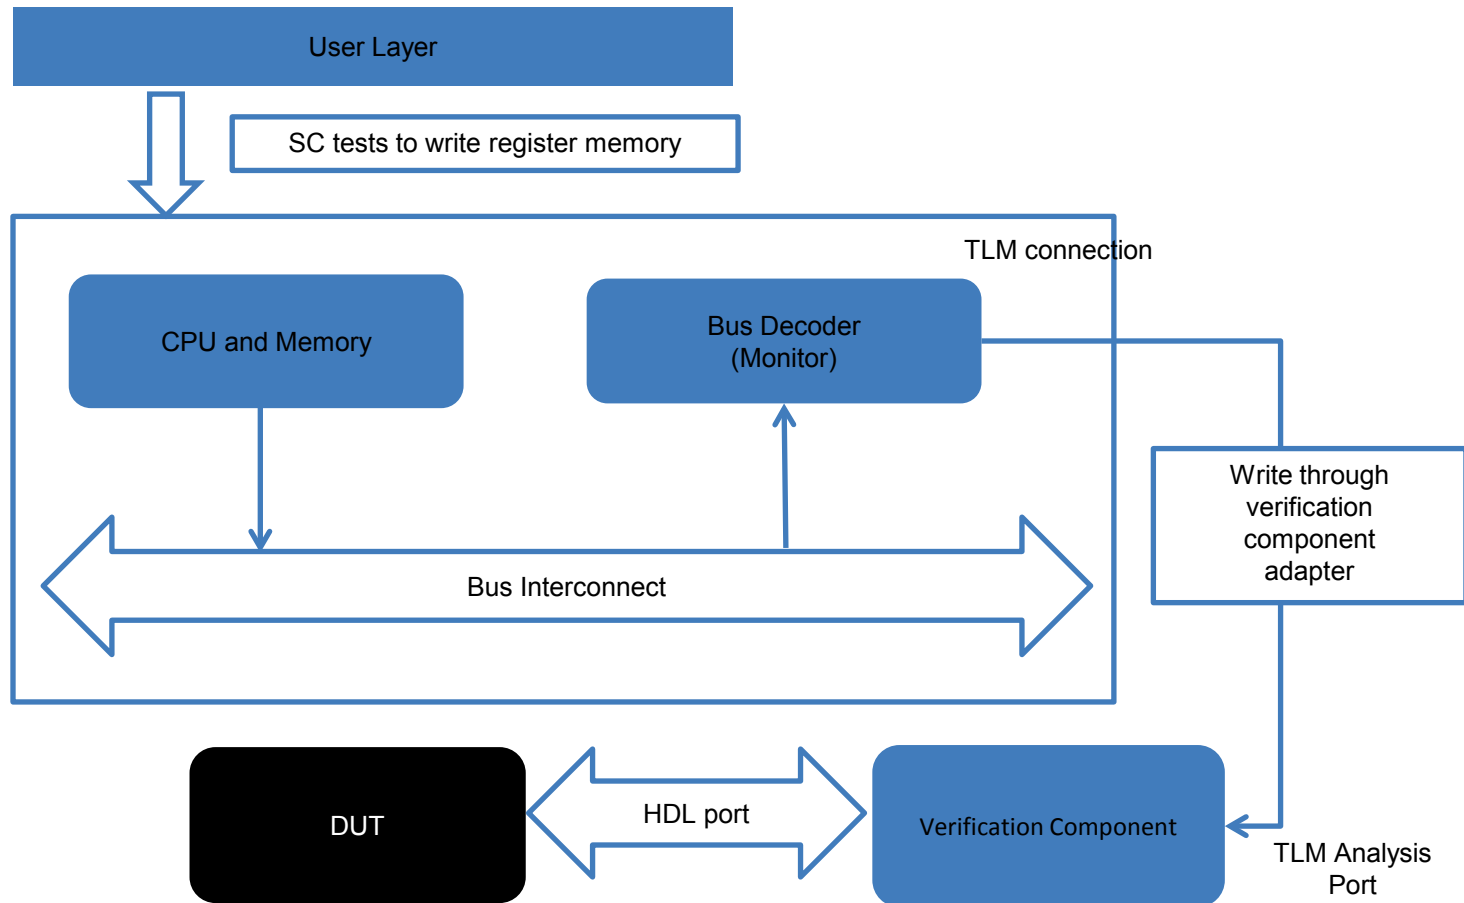 User Layer
SC tests to write register memory
TLM connection
CPU and Memory
Bus Decoder
(Monitor)
Write through
verification
component
adapter
Bus Interconnect
DUT
HDL port
Verification Component
TLM Analysis
Port